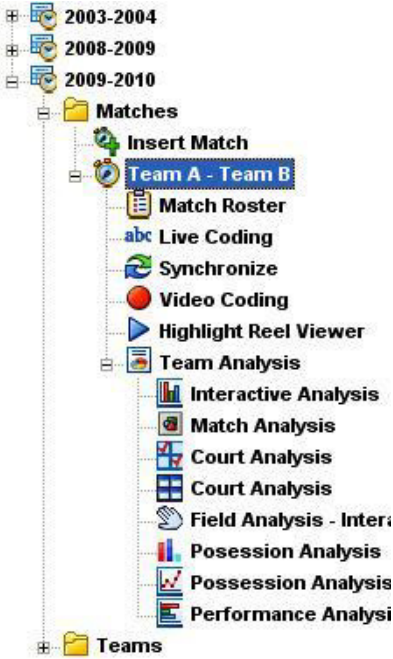 2003-2004
2008-2009
2009-2010
Matches
Insert Match
Team A - Team B
Match Roster
abc Live Coding
Synchronize
Video Coding
Highlight Reel Viewer
Team Analysis
Interactive Analysis
Match Analysis
Court Analysis
Court Analysis
Field Analysis - Intera
Posession Analysis
Possession Analysis
Performance Analysi
Teams